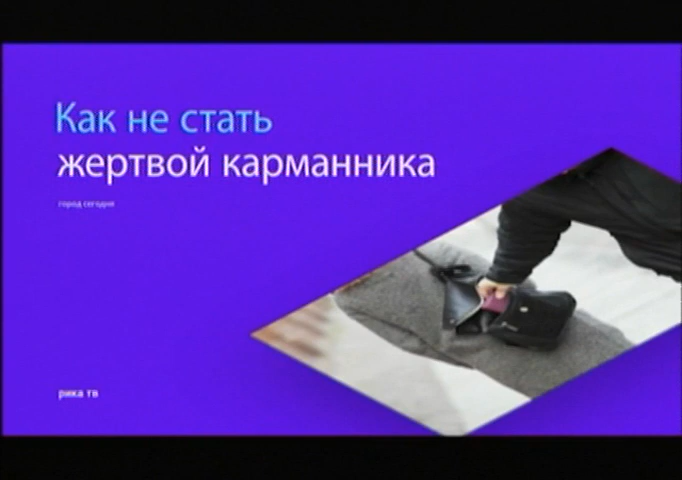 Как не стать
жертвой карманника
город сегодня
рика тв